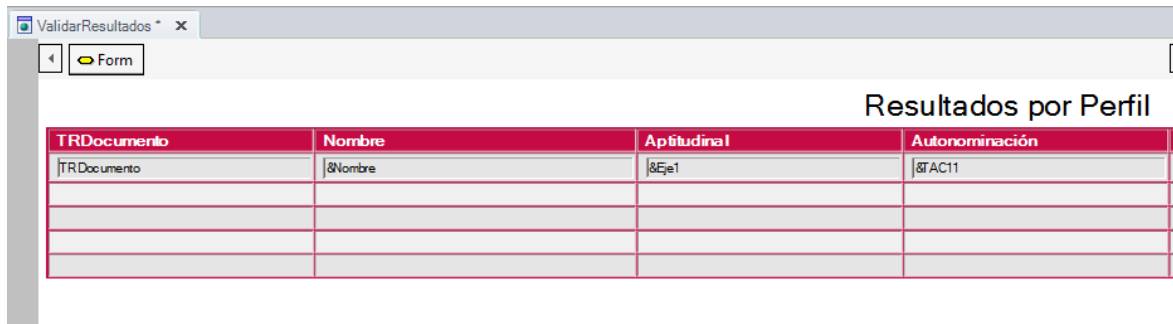 ValidarResultados *
Form
Resultados por Perfil
TRDocumento Nombre Aptitudinal Autonominación
TRDocumento &Nombre &Eje1 &TAC11